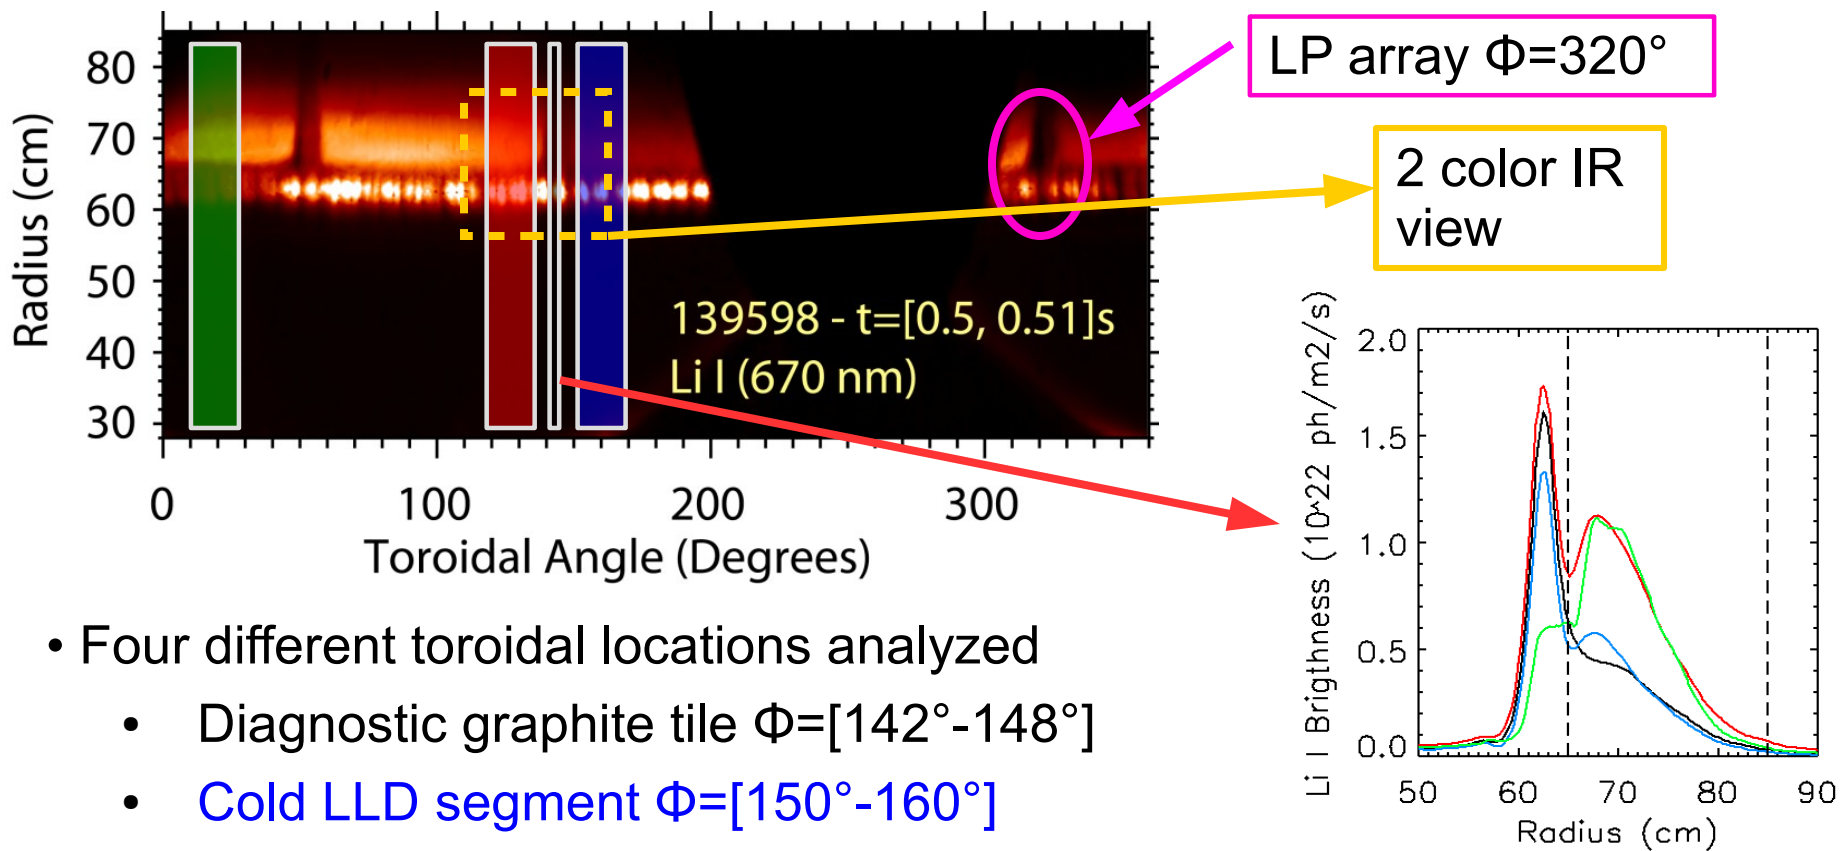 80
70
60
50
40
30
Radius (cm)
0 100 200 300
Toroidal Angle (Degrees)
139598 - t=[0.5, 0.51]s
Li I (670 nm)
LP array Φ=320°
2 color IR
view
2.0
1.5
1.0
0.5
0.0
Li I Brigthness (10^22 ph/m2/s)
50 60 70 80 90
Radius (cm)
• Four different toroidal locations analyzed
• Diagnostic graphite tile Φ=[142°-148°]
• Cold LLD segment Φ=[150°-160°]